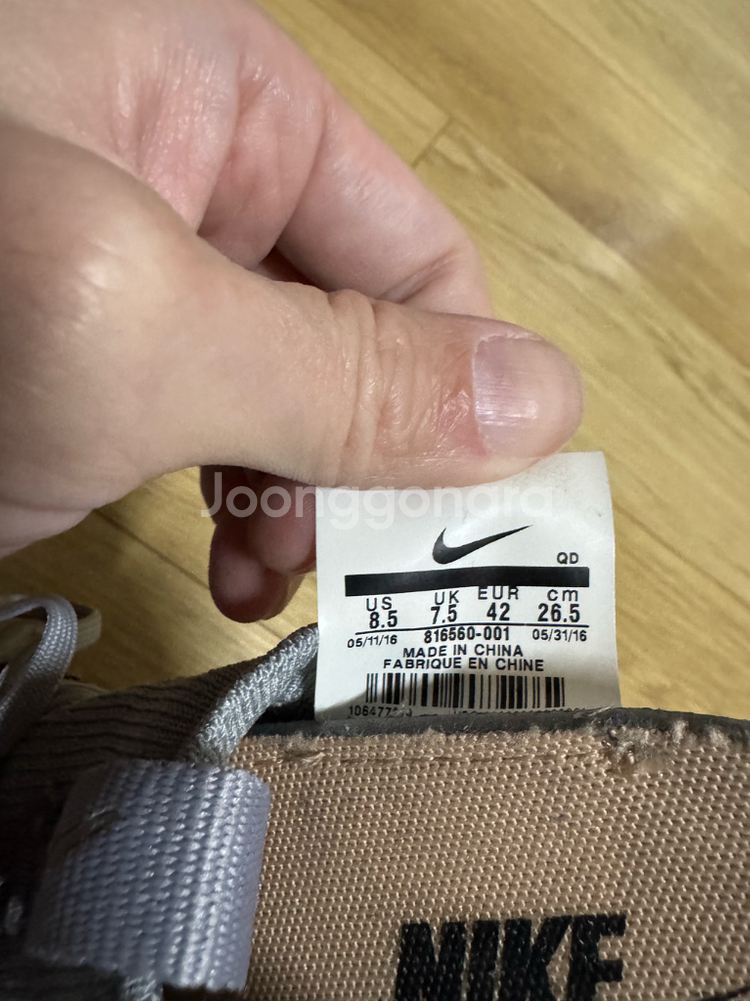 Joonggonara
QD
US UK EUR cm
8.5 7.5 42 26.5
05/11/16 816560-001 05/31/16
MADE IN CHINA
FABRIQUE EN CHINE
NIKE